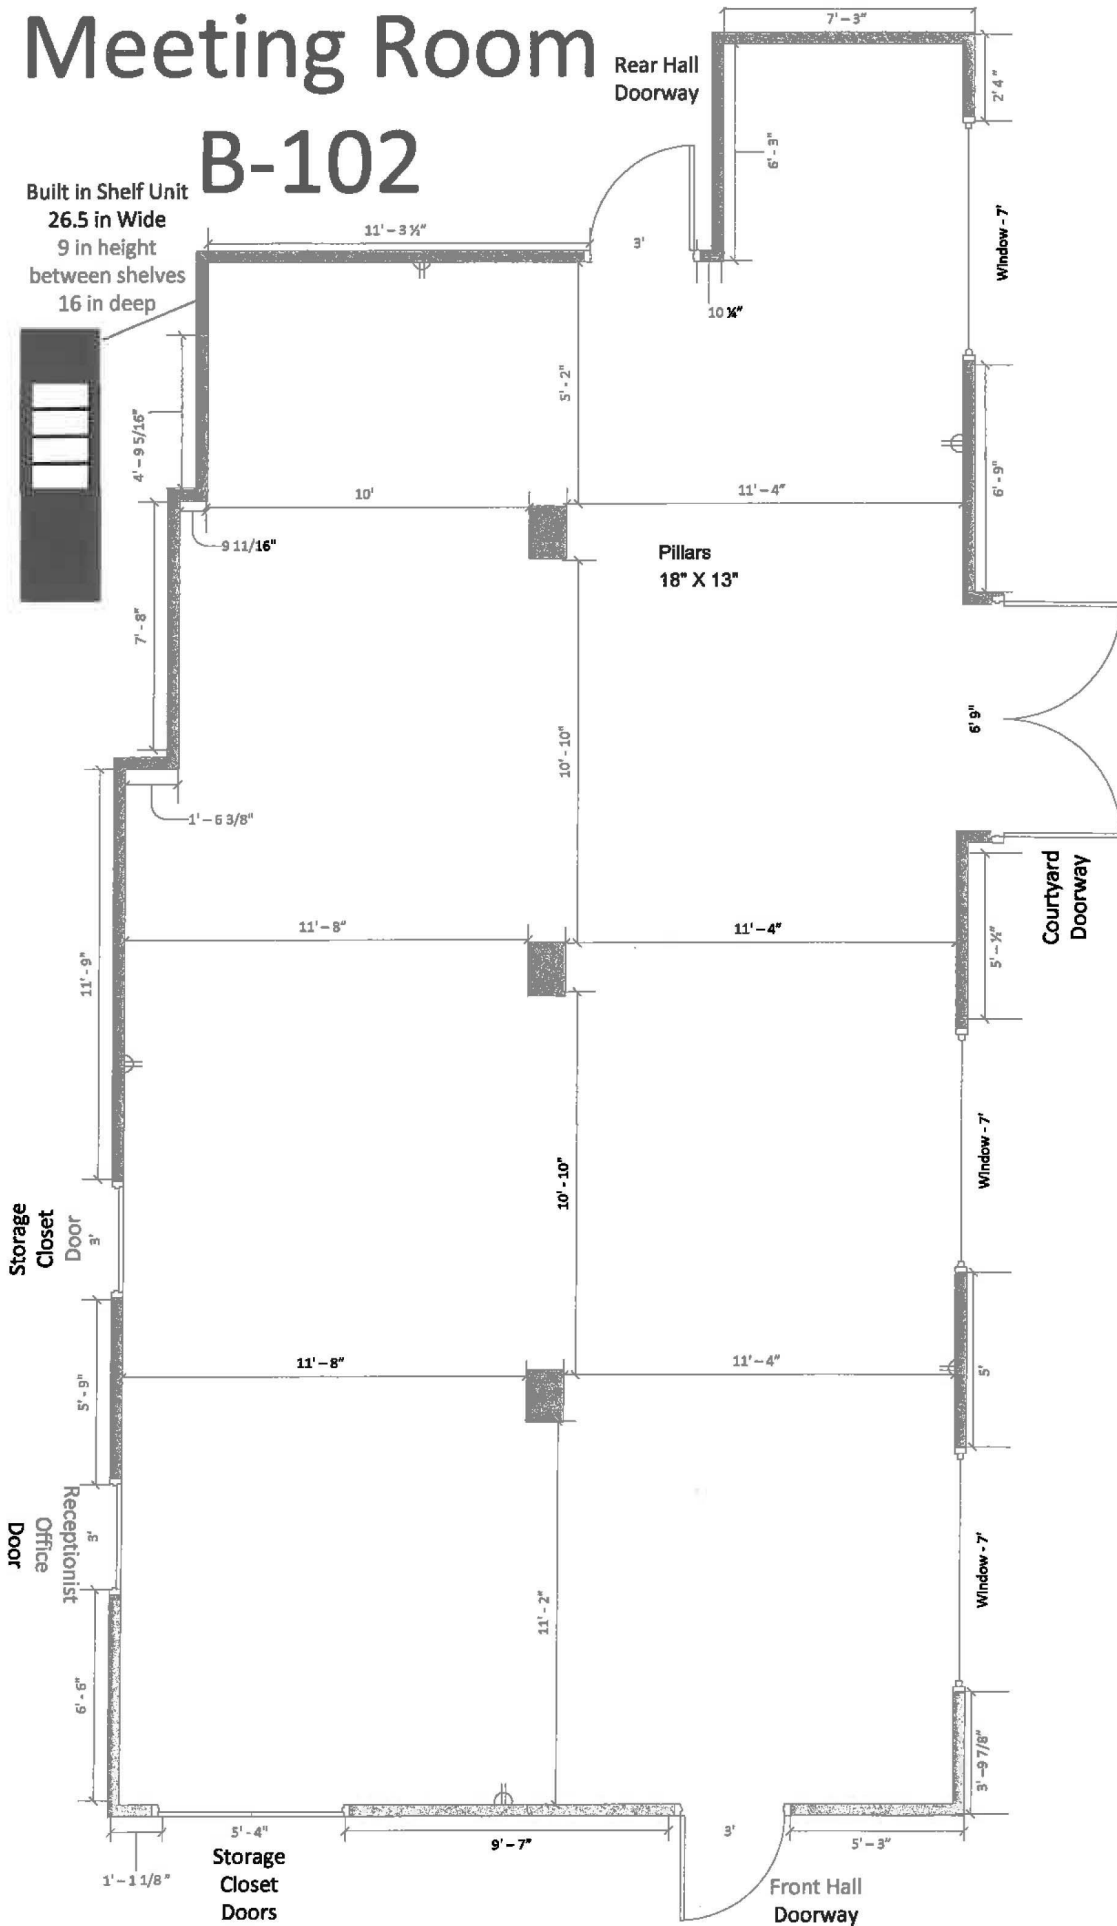 Meeting Room
B-102
7' – 3"
Rear Hall
Doorway
2' 4"
6' - 3"
Built in Shelf Unit
26.5 in Wide
9 in height
between shelves
16 in deep
11' – 3 ½"
3'
10 ¼"
Window - 7'
5' - 2"
4' – 9 5/16"
10'
11' – 4"
6' – 9"
9 11/16"
Pillars
18" X 13"
7' - 8"
10' - 10"
6' 9"
1' – 6 3/8"
Courtyard
Doorway
11' – 8"
11' – 4"
5' – ½"
11' – 9"
10' - 10"
Window - 7'
Storage
Closet
Door
3'
11' – 8"
11' – 4"
5'
5' - 9"
Receptionist
Office
Door
3'
11' - 2"
Window - 7'
6' - 9"
3' –9 7/8"
1' – 1 1/8 "
5' - 4"
Storage
Closet
Doors
9' – 7"
3'
5' – 3"
Front Hall
Doorway